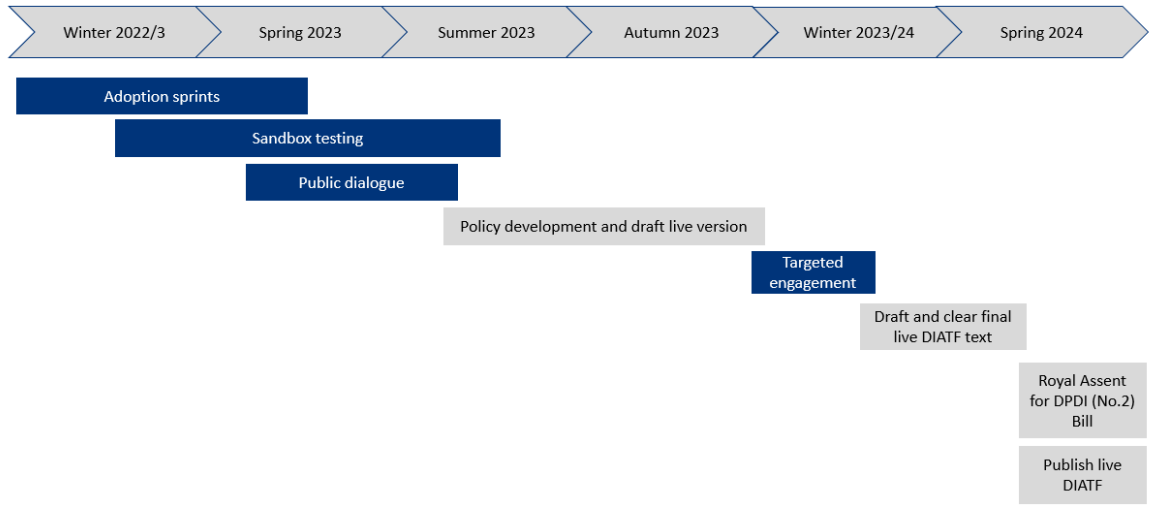 Winter 2022/3
Spring 2023
Summer 2023
Autumn 2023
Winter 2023/24
Spring 2024
Adoption sprints
Sandbox testing
Public dialogue
Policy development and draft live version
Targeted
engagement
Draft and clear final
live DIATF text
Royal Assent
for DPDI (No.2)
Bill
Publish live
DIATF